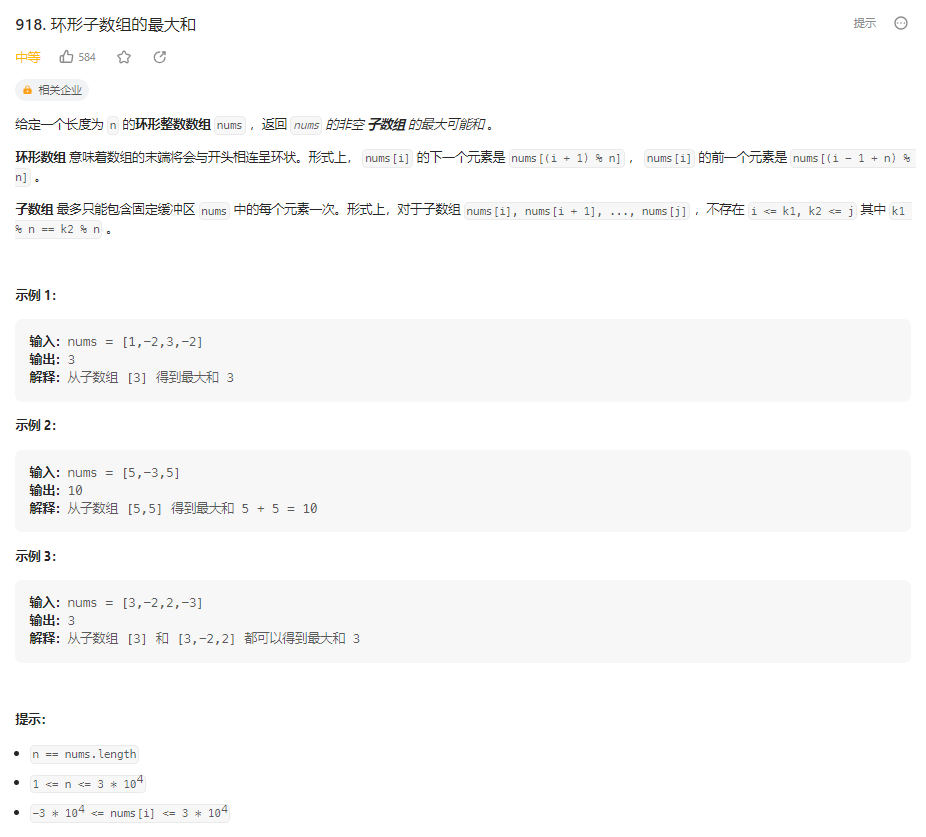 918. 环形子数组的最大和
提示
中等 584
相关企业
给定一个长度为 n 的环形整数数组 nums ，返回 nums 的非空 子数组 的最大可能和 。
环形数组 意味着数组的末端将会与开头相连呈环状。形式上， nums[i] 的下一个元素是 nums[(i + 1) % n] ， nums[i] 的前一个元素是 nums[(i - 1 + n) %
n] 。
子数组 最多只能包含固定缓冲区 nums 中的每个元素一次。形式上，对于子数组 nums[i], nums[i + 1], ..., nums[j] ，不存在 i <= k1, k2 <= j 其中 k1
% n == k2 % n 。
示例 1：
输入：nums = [1,-2,3,-2]
输出：3
解释：从子数组 [3] 得到最大和 3
示例 2：
输入：nums = [5,-3,5]
输出：10
解释：从子数组 [5,5] 得到最大和 5 + 5 = 10
示例 3：
输入：nums = [3,-2,2,-3]
输出：3
解释：从子数组 [3] 和 [3,-2,2] 都可以得到最大和 3
提示：
n == nums.length
1 <= n <= 3 * 10^4
-3 * 10^4 <= nums[i] <= 3 * 10^4